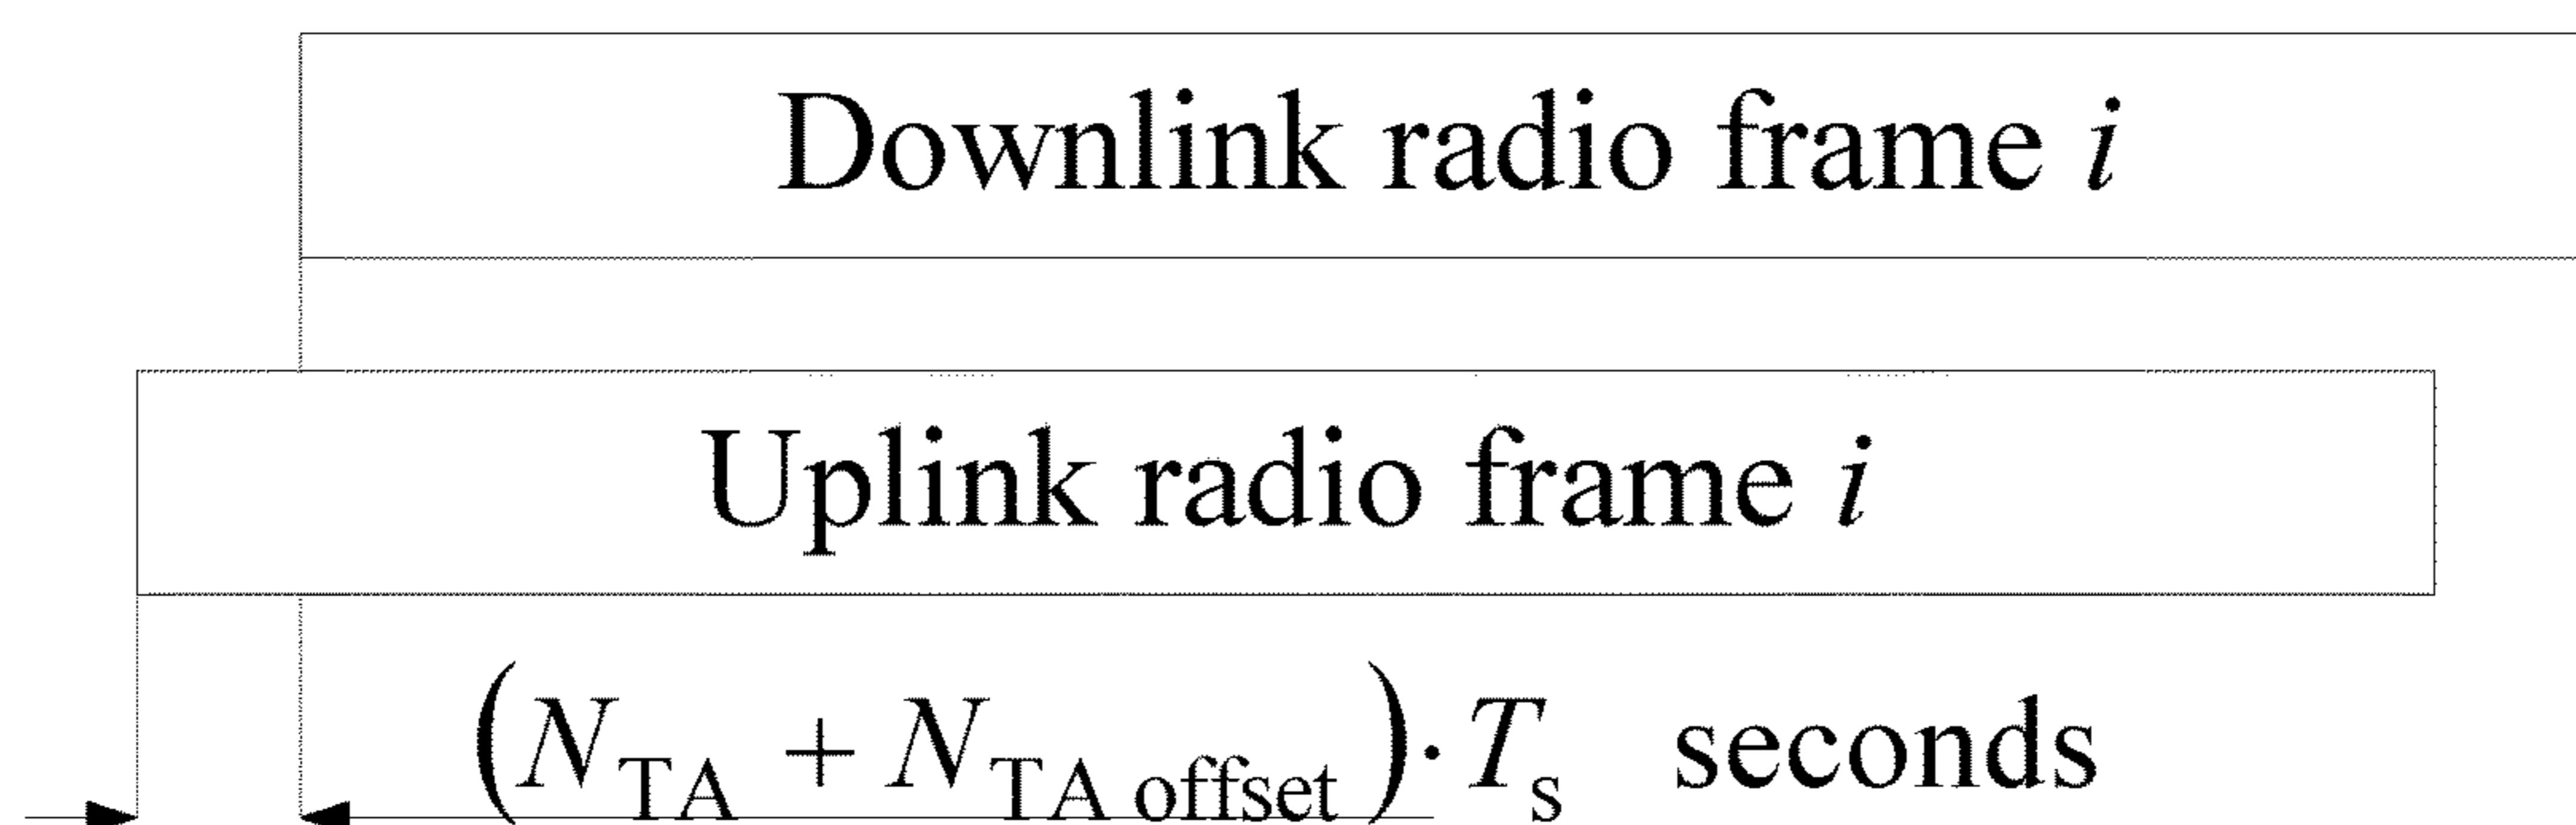 Downlink radio frame i
Uplink radio frame i
(N_TA + N_TA offset) · T_s seconds